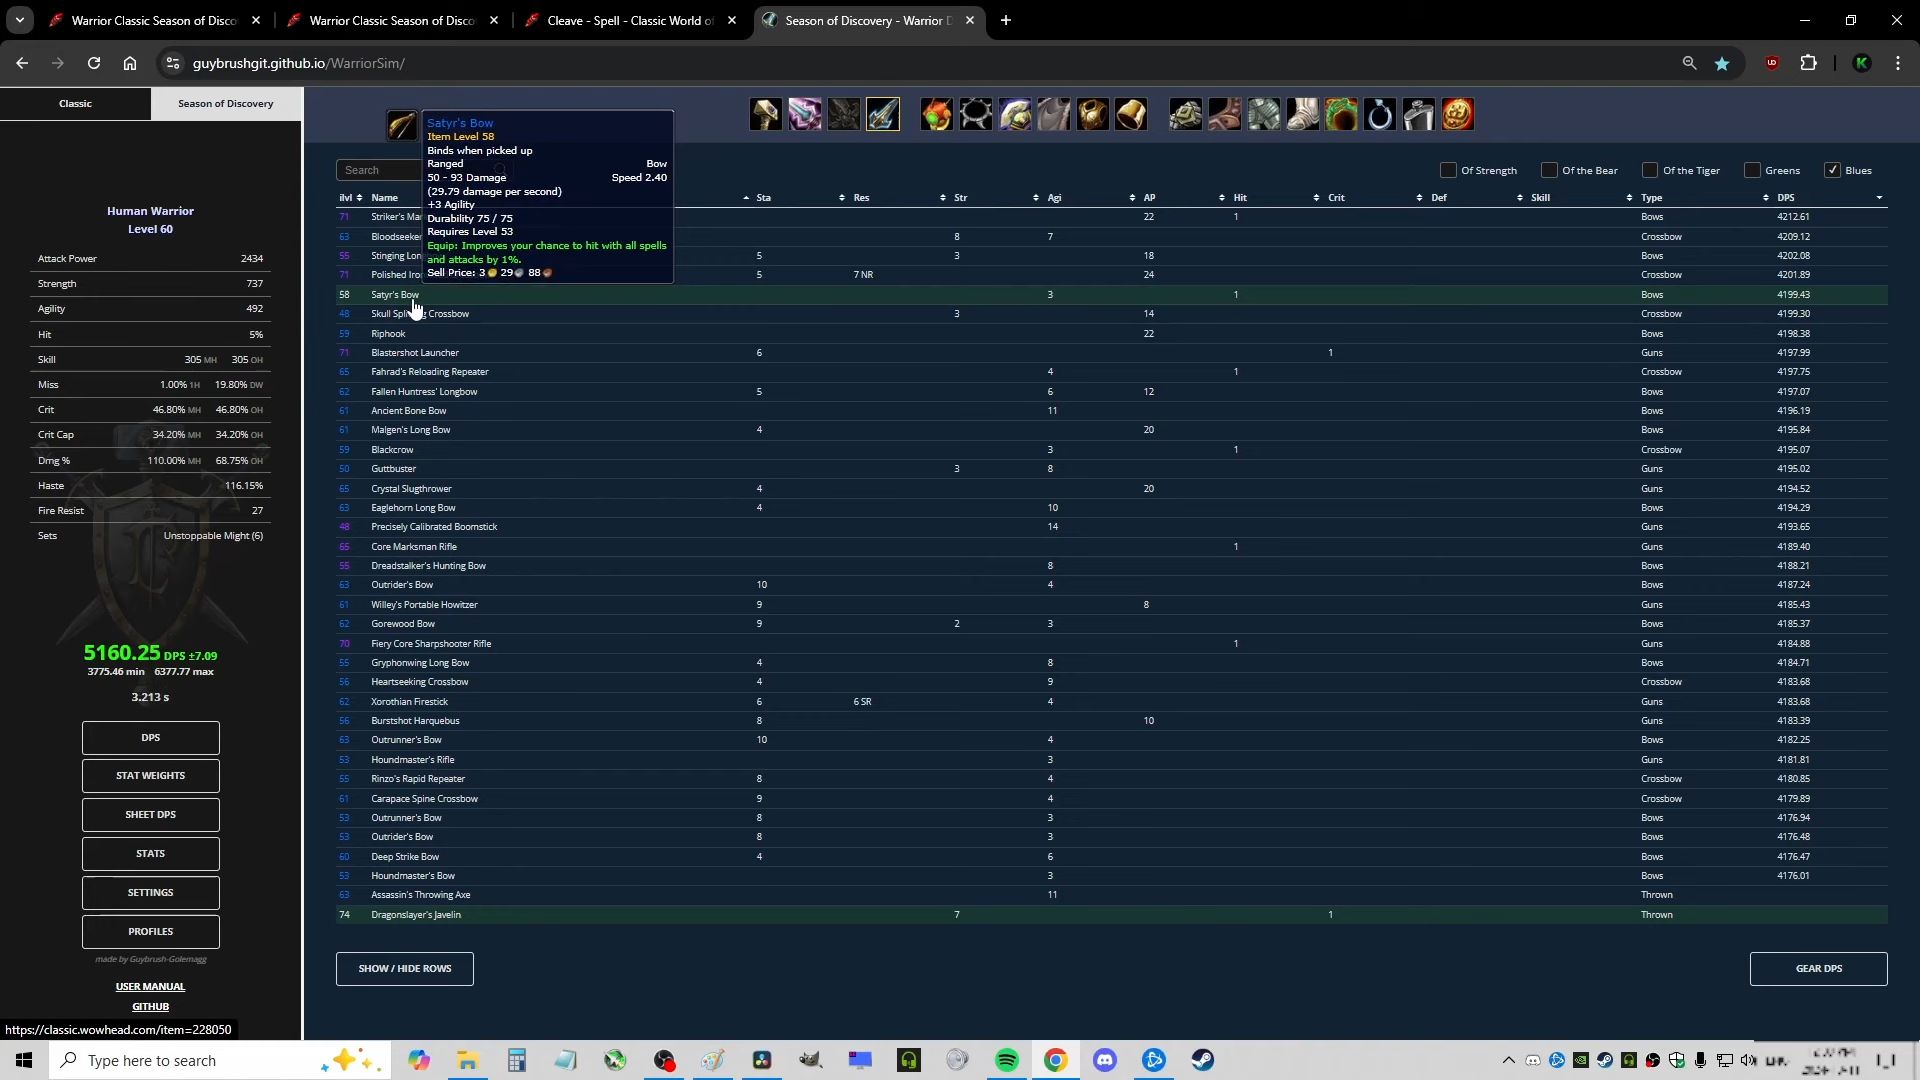 Warrior Classic Season of Disco
Warrior Classic Season of Disco
Cleave - Spell - Classic World of
Season of Discovery - Warrior D
guybrushgit.github.io/WarriorSim/
Classic
Season of Discovery
Human Warrior
Level 60
Attack Power 2434
Strength 737
Agility 492
Hit 5%
Skill 305 MH 305 OH
Miss 1.00% 1H 19.80% DW
Crit 46.80% MH 46.80% OH
Crit Cap 34.20% MH 34.20% OH
Dmg % 110.00% MH 68.75% OH
Haste 116.15%
Fire Resist 27
Sets Unstoppable Might (6)
5160.25 DPS ±7.09
3775.46 min 6377.77 max
3.213 s
DPS
STAT WEIGHTS
SHEET DPS
STATS
SETTINGS
PROFILES
made by Guybrush-Golemagg
USER MANUAL
GITHUB
https://classic.wowhead.com/item=228050
Satyr's Bow
Item Level 58
Binds when picked up
Ranged Bow
50 - 93 Damage Speed 2.40
(29.79 damage per second)
+3 Agility
Durability 75 / 75
Requires Level 53
Equip: Improves your chance to hit with all spells
and attacks by 1%.
Sell Price: 3 29 88
Search
Of Strength Of the Bear Of the Tiger Greens Blues
ilvl Name Sta Res Str Agi AP Hit Crit Def Skill Type DPS
71 Striker's Mar 22 1 Bows 4212.61
63 Bloodseeker 8 7 Crossbow 4209.12
55 Stinging Lon 5 3 18 Bows 4202.08
71 Polished Iron 5 7 NR 24 Crossbow 4201.89
58 Satyr's Bow 3 1 Bows 4199.43
48 Skull Spl Crossbow 3 14 Crossbow 4199.30
59 Riphook 22 Bows 4198.38
71 Blastershot Launcher 6 1 Guns 4197.99
65 Fahrad's Reloading Repeater 4 1 Crossbow 4197.75
62 Fallen Huntress' Longbow 5 6 12 Bows 4197.07
61 Ancient Bone Bow 11 Bows 4196.19
61 Malgen's Long Bow 4 20 Bows 4195.84
59 Blackcrow 3 1 Crossbow 4195.07
50 Guttbuster 3 8 Guns 4195.02
65 Crystal Slugthrower 4 20 Guns 4194.52
63 Eaglehorn Long Bow 4 10 Bows 4194.29
48 Precisely Calibrated Boomstick 14 Guns 4193.65
65 Core Marksman Rifle 1 Guns 4189.40
55 Dreadstalker's Hunting Bow 8 Bows 4188.21
63 Outrider's Bow 10 4 Bows 4187.24
61 Willey's Portable Howitzer 9 8 Guns 4185.43
62 Gorewood Bow 9 2 3 Bows 4185.37
70 Fiery Core Sharpshooter Rifle 1 Guns 4184.88
55 Gryphonwing Long Bow 4 8 Bows 4184.71
56 Heartseeking Crossbow 4 9 Crossbow 4183.68
62 Xorothian Firestick 6 6 SR 4 Guns 4183.68
56 Burstshot Harquebus 8 10 Guns 4183.39
63 Outrunner's Bow 10 4 Bows 4182.25
53 Houndmaster's Rifle 3 Guns 4181.81
55 Rinzo's Rapid Repeater 8 4 Crossbow 4180.85
61 Carapace Spine Crossbow 9 4 Crossbow 4179.89
53 Outrunner's Bow 8 3 Bows 4176.94
53 Outrider's Bow 8 3 Bows 4176.48
60 Deep Strike Bow 4 6 Bows 4176.47
53 Houndmaster's Bow 3 Bows 4176.01
63 Assassin's Throwing Axe 11 Thrown
74 Dragonslayer's Javelin 7 1 Thrown
SHOW / HIDE ROWS
GEAR DPS
Type here to search